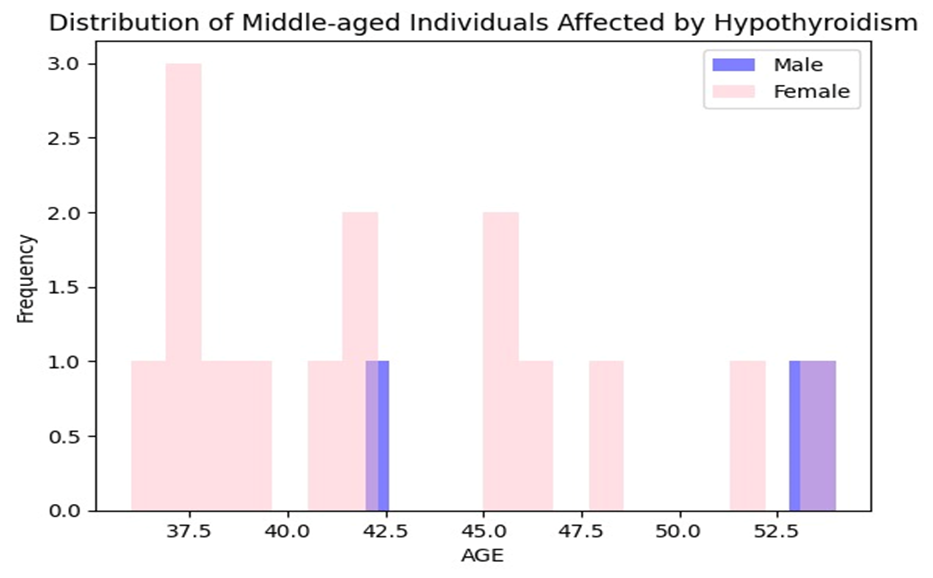 Distribution of Middle-aged Individuals Affected by Hypothyroidism
Male
Female
3.0
2.5
2.0
1.5
1.0
0.5
0.0
Frequency
37.5 40.0 42.5 45.0 47.5 50.0 52.5
AGE